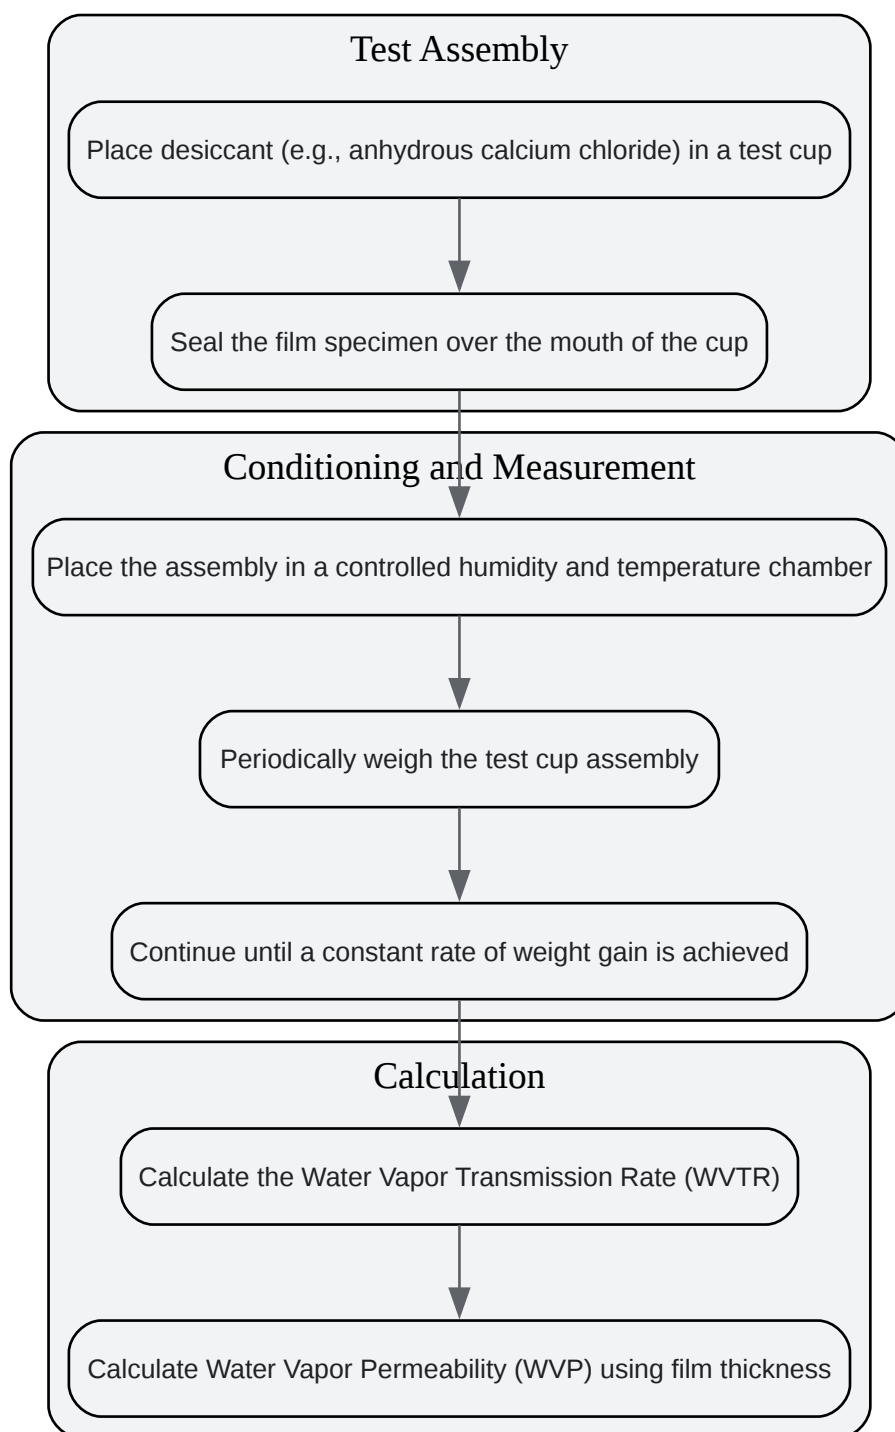 Test Assembly
Place desiccant (e.g., anhydrous calcium chloride) in a test cup
Seal the film specimen over the mouth of the cup
Conditioning and Measurement
Place the assembly in a controlled humidity and temperature chamber
Periodically weigh the test cup assembly
Continue until a constant rate of weight gain is achieved
Calculation
Calculate the Water Vapor Transmission Rate (WVTR)
Calculate Water Vapor Permeability (WVP) using film thickness